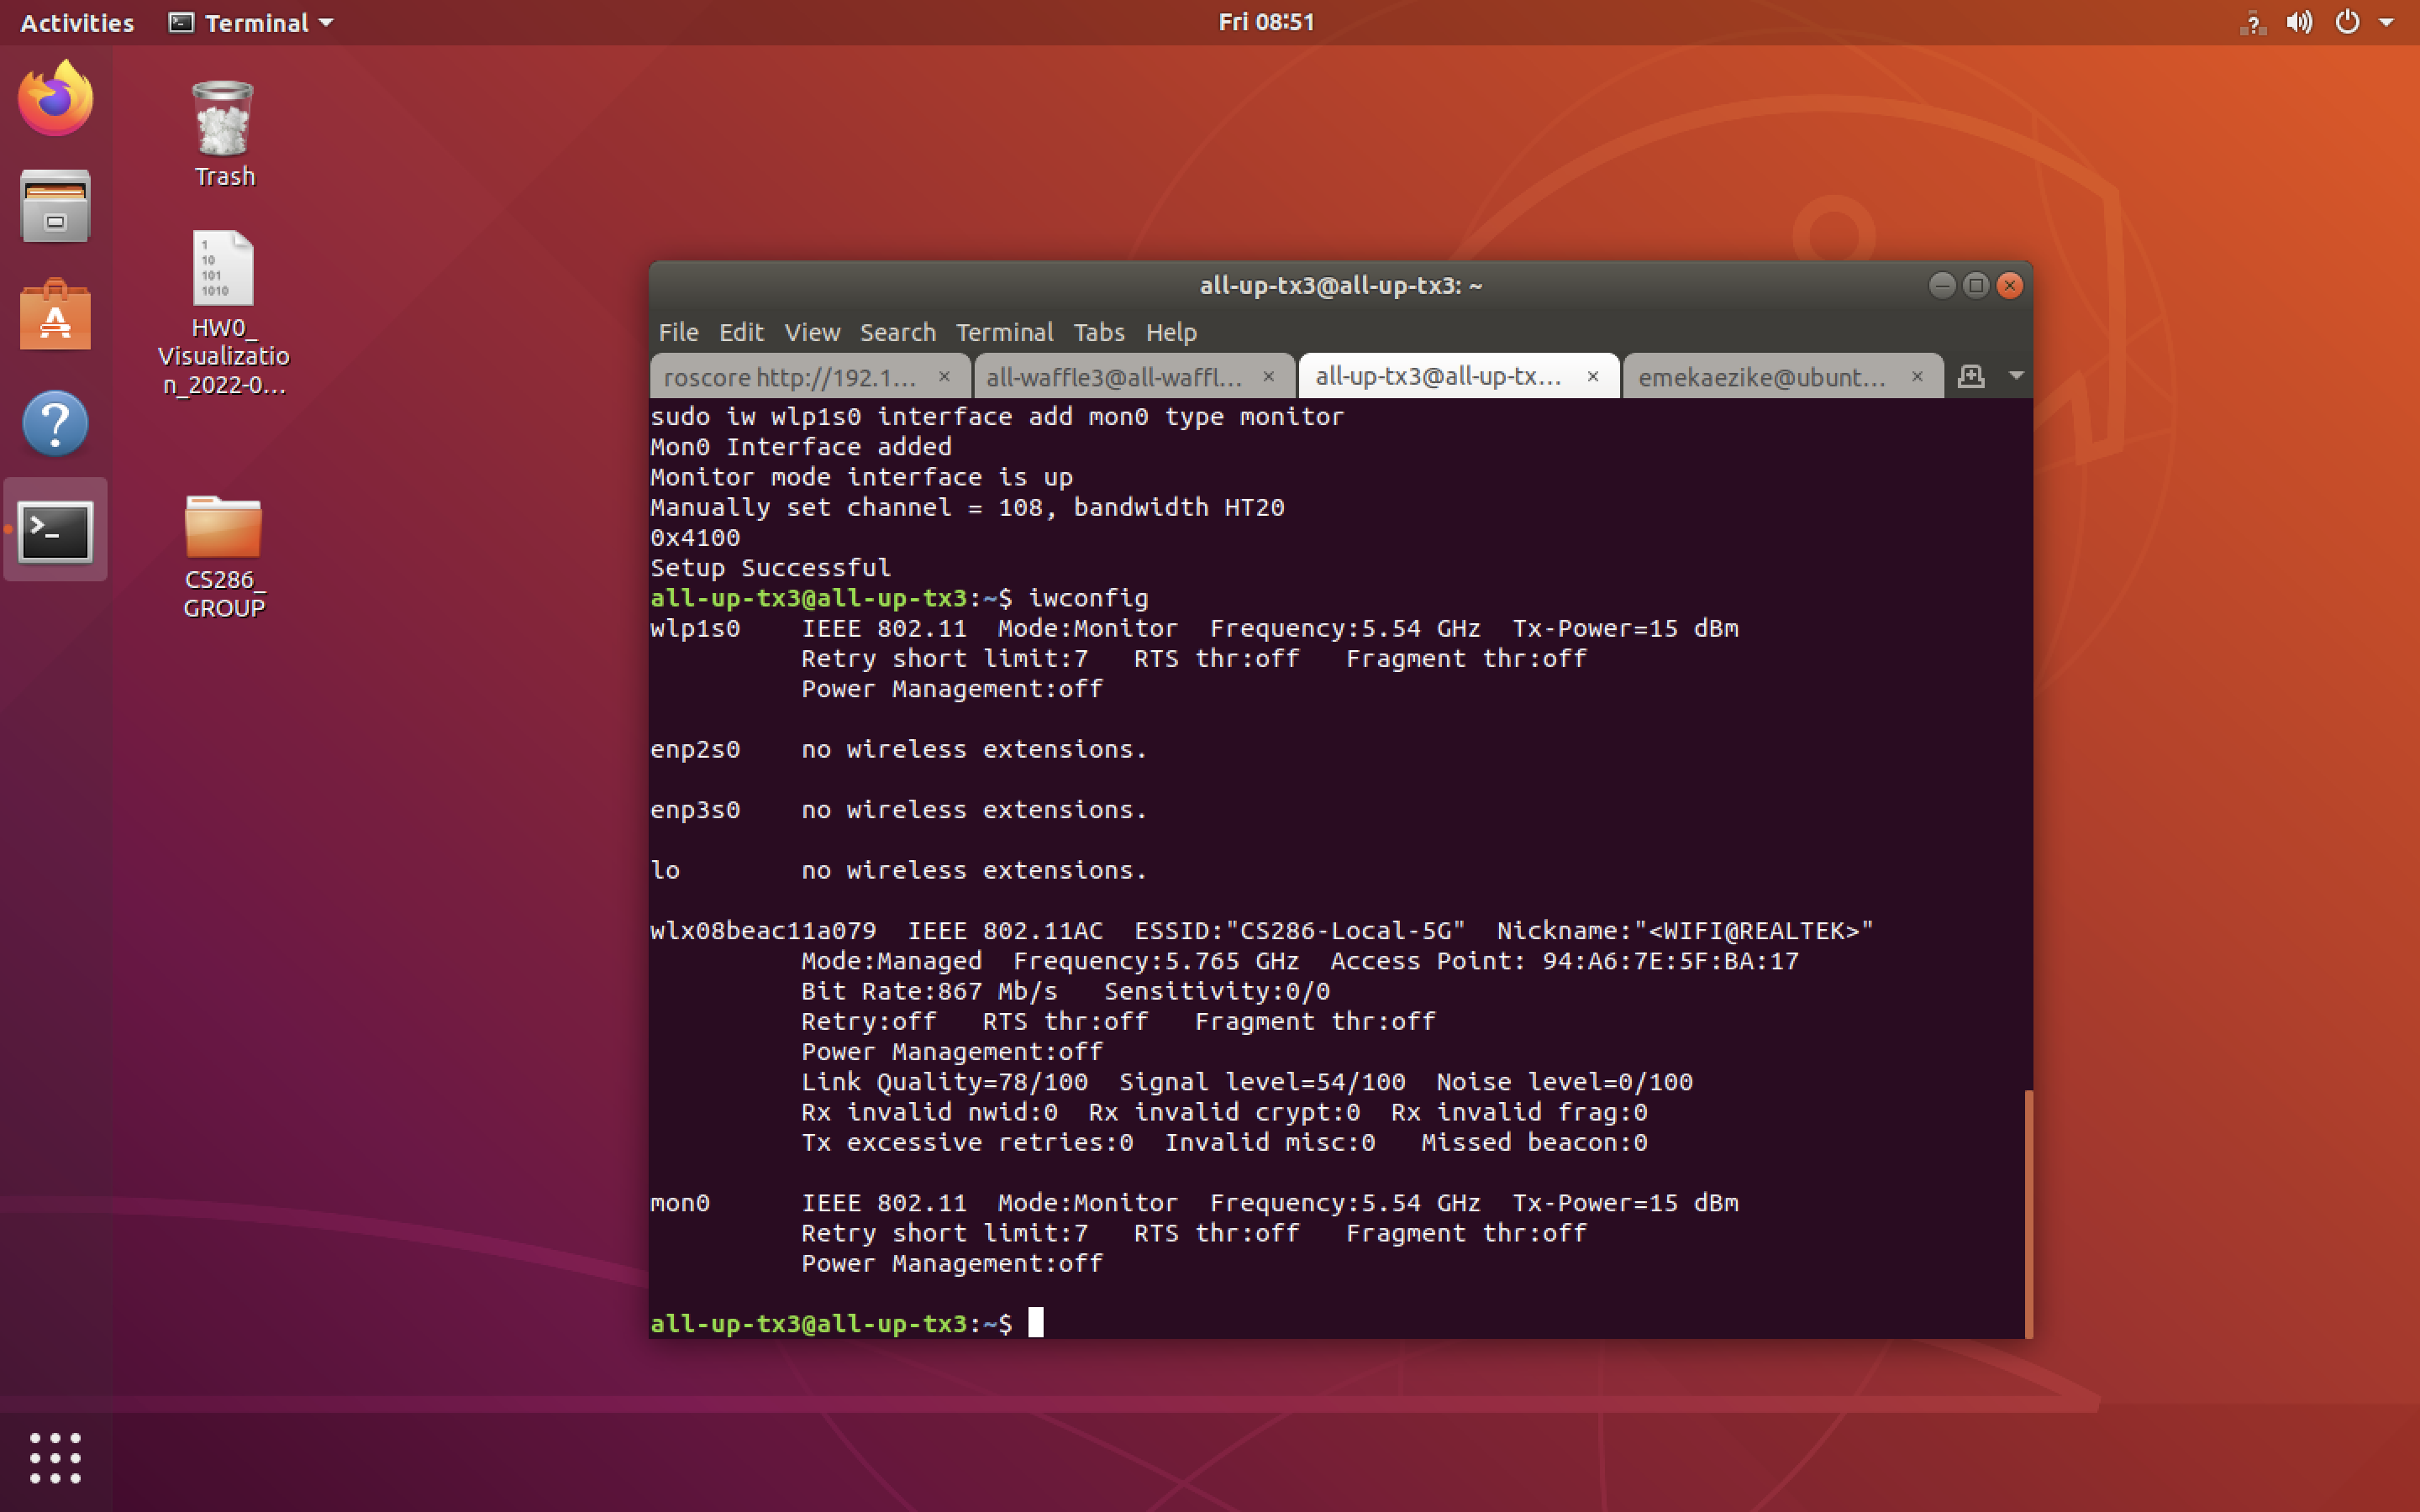 Activities Terminal Fri 08:51
Trash
1
10
101
1010
HW0_
Visualizatio
n_2022-0...
CS286_
GROUP
all-up-tx3@all-up-tx3: ~
File Edit View Search Terminal Tabs Help
roscore http://192.1... × all-waffle3@all-waffl... × all-up-tx3@all-up-tx... × emekaezike@ubunt... ×
sudo iw wlp1s0 interface add mon0 type monitor
Mon0 Interface added
Monitor mode interface is up
Manually set channel = 108, bandwidth HT20
0x4100
Setup Successful
all-up-tx3@all-up-tx3:~$ iwconfig
wlp1s0    IEEE 802.11  Mode:Monitor  Frequency:5.54 GHz  Tx-Power=15 dBm
Retry short limit:7   RTS thr:off   Fragment thr:off
Power Management:off
enp2s0    no wireless extensions.
enp3s0    no wireless extensions.
lo        no wireless extensions.
wlx08beac11a079  IEEE 802.11AC  ESSID:"CS286-Local-5G"  Nickname:"<WIFI@REALTEK>"
Mode:Managed  Frequency:5.765 GHz  Access Point: 94:A6:7E:5F:BA:17
Bit Rate:867 Mb/s   Sensitivity:0/0
Retry:off   RTS thr:off   Fragment thr:off
Power Management:off
Link Quality=78/100  Signal level=54/100  Noise level=0/100
Rx invalid nwid:0  Rx invalid crypt:0  Rx invalid frag:0
Tx excessive retries:0  Invalid misc:0   Missed beacon:0
mon0      IEEE 802.11  Mode:Monitor  Frequency:5.54 GHz  Tx-Power=15 dBm
Retry short limit:7   RTS thr:off   Fragment thr:off
Power Management:off
all-up-tx3@all-up-tx3:~$